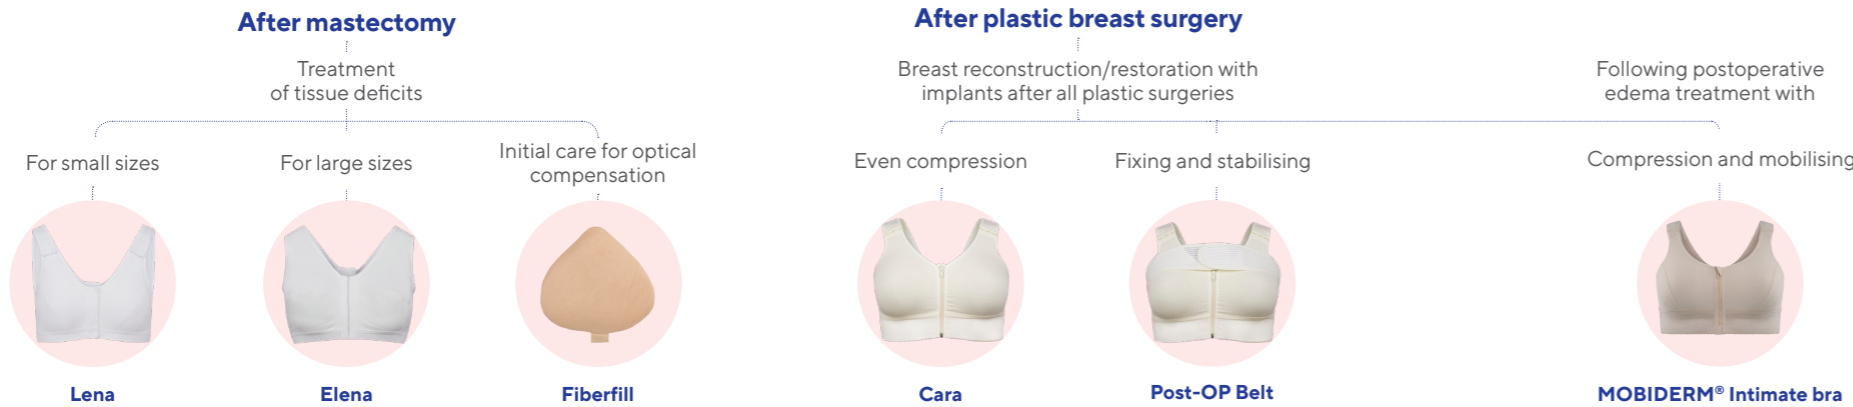 After mastectomy
Treatment
of tissue deficits
For small sizes
For large sizes
Initial care for optical
compensation
Lena
Elena
Fiberfill
After plastic breast surgery
Breast reconstruction/restoration with
implants after all plastic surgeries
Following postoperative
edema treatment with
Even compression
Fixing and stabilising
Compression and mobilising
Cara
Post-OP Belt
MOBIDERM® Intimate bra